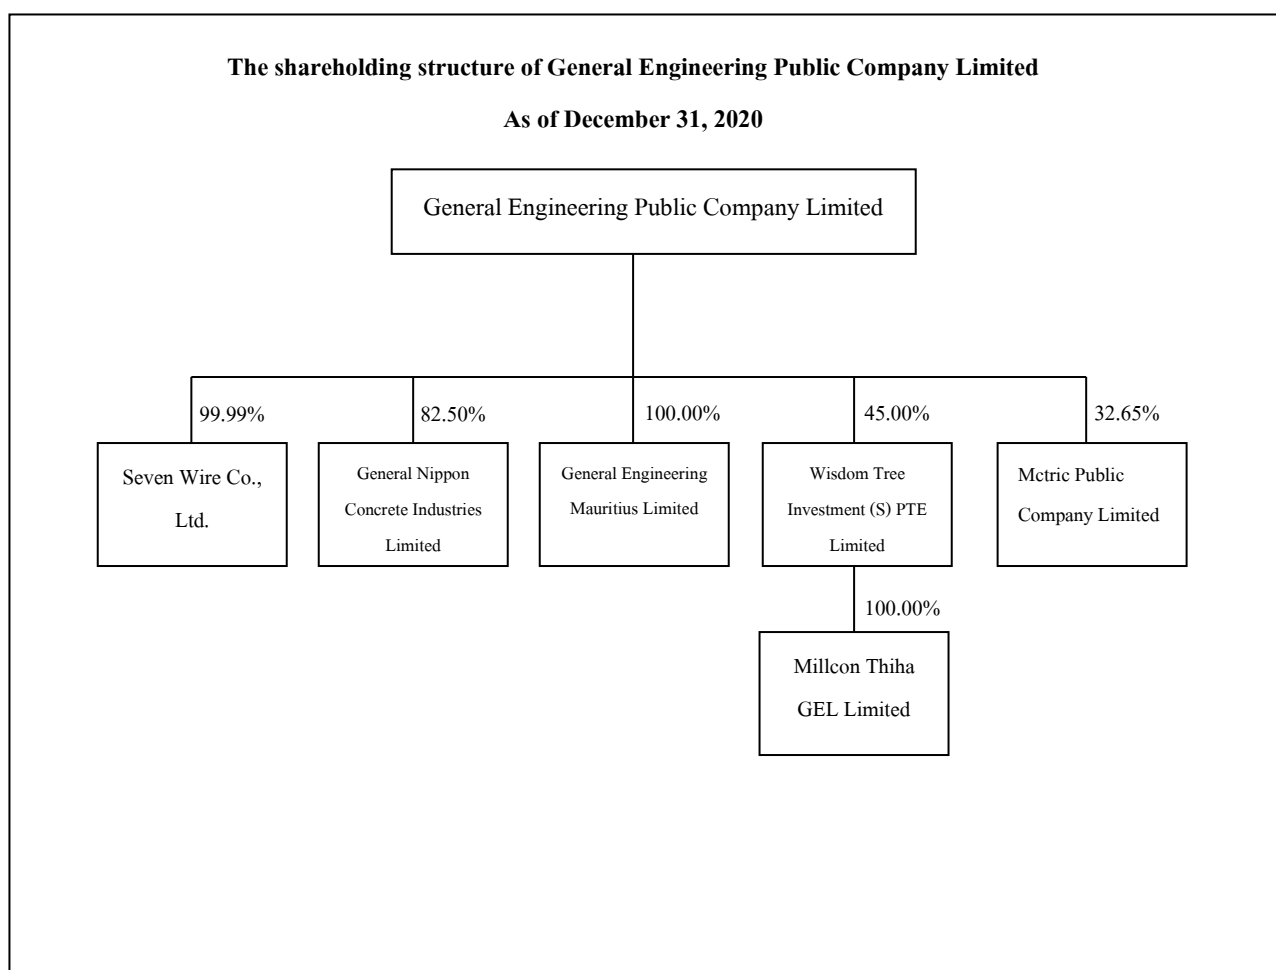 The shareholding structure of General Engineering Public Company Limited
As of December 31, 2020
General Engineering Public Company Limited
99.99%
82.50%
100.00%
45.00%
32.65%
Seven Wire Co.,
Ltd.
General Nippon
Concrete Industries
Limited
General Engineering
Mauritius Limited
Wisdom Tree
Investment (S) PTE
Limited
Mctric Public
Company Limited
100.00%
Millcon Thiha
GEL Limited